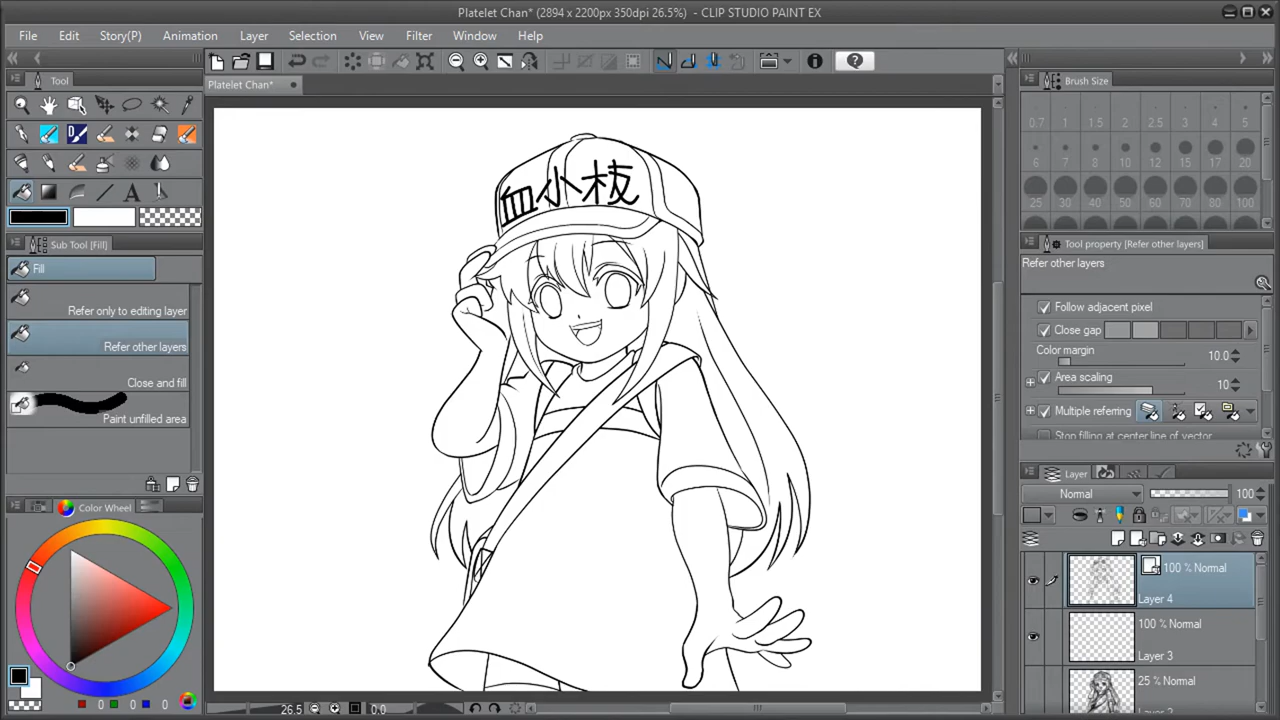 Platelet Chan* (2894 x 2200px 350dpi 26.5%) - CLIP STUDIO PAINT EX
File Edit Story(P) Animation Layer Selection View Filter Window Help
Tool
Platelet Chan*
Brush Size
0.7 1 1.5 2 2.5 3 4 5
6 7 8 10 12 15 17 20
25 30 40 50 60 70 80 100
血小板
Sub Tool [Fill]
Fill
Refer only to editing layer
Refer other layers
Close and fill
Paint unfilled area
Tool property [Refer other layers]
Refer other layers
Follow adjacent pixel
Close gap
Color margin 10.0
Area scaling 10
Multiple referring
Stop filling at center line of vector
Layer
Normal 100
100 % Normal
Layer 4
100 % Normal
Layer 3
25 % Normal
Color Wheel
0 0 0
26.5 0.0